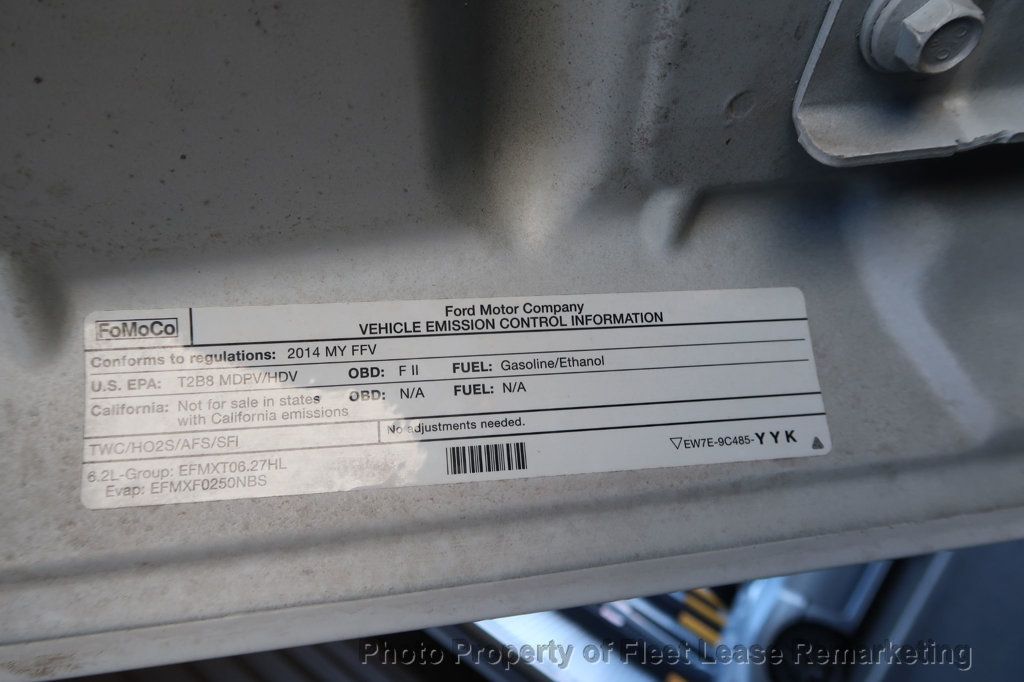 FoMoCo
Ford Motor Company
VEHICLE EMISSION CONTROL INFORMATION
Conforms to regulations: 2014 MY FFV
U.S. EPA: T2B8 MDPV/HDV OBD: F II FUEL: Gasoline/Ethanol
California: Not for sale in states OBD: N/A FUEL: N/A
with California emissions
TWC/HO2S/AFS/SFI No adjustments needed.
6.2L-Group: EFMXT06.27HL
Evap: EFMXF0250NBS
EW7E-9C485-YYK
Photo Property of Fleet Lease Remarketing